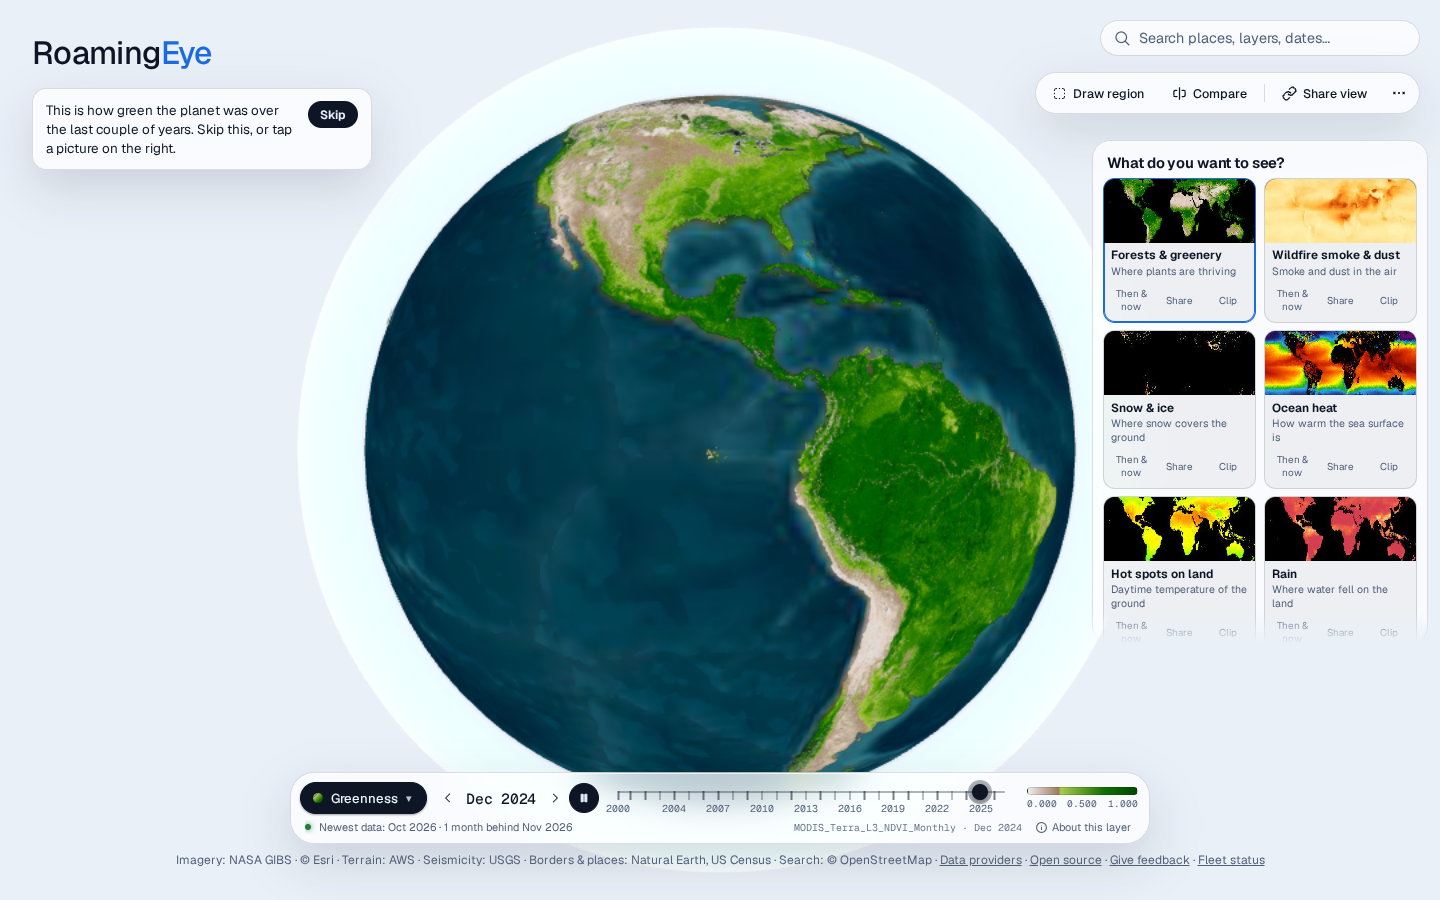 RoamingEye
Search places, layers, dates...
This is how green the planet was over
the last couple of years. Skip this, or tap
a picture on the right.
Skip
Draw region
Compare
Share view
What do you want to see?
Forests & greenery
Where plants are thriving
Then &
now
Share
Clip
Wildfire smoke & dust
Smoke and dust in the air
Then &
now
Share
Clip
Snow & ice
Where snow covers the
ground
Then &
now
Share
Clip
Ocean heat
How warm the sea surface
is
Then &
now
Share
Clip
Hot spots on land
Daytime temperature of the
ground
Then &
now
Share
Clip
Rain
Where water fell on the
land
Then &
now
Share
Clip
Greenness
Dec 2024
2000 2004 2007 2010 2013 2016 2019 2022 2025
0.000 0.500 1.000
Newest data: Oct 2026 · 1 month behind Nov 2026
MODIS_Terra_L3_NDVI_Monthly · Dec 2024
About this layer
Imagery: NASA GIBS · © Esri · Terrain: AWS · Seismicity: USGS · Borders & places: Natural Earth, US Census · Search: © OpenStreetMap · Data providers · Open source · Give feedback · Fleet status